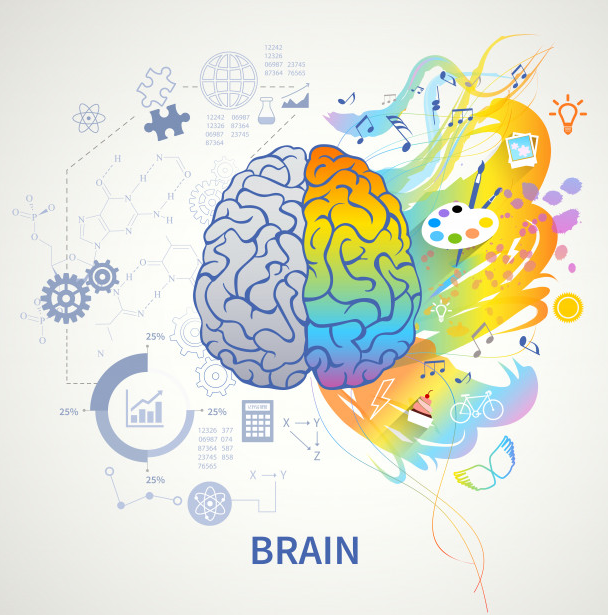 12242
12326
06987 23745
87364 76565
12242 06987
12326 87364
06987 23745
87364
H
N
H
O
N
H
N
N
N
H
O
P
O
O
O
N
H
O
N
O
P
O
N
H
N
25%
25%
25%
25%
12326 377
06987 074
87364 587
23745 858
76565
X → Y
Z
X → Y
BRAIN